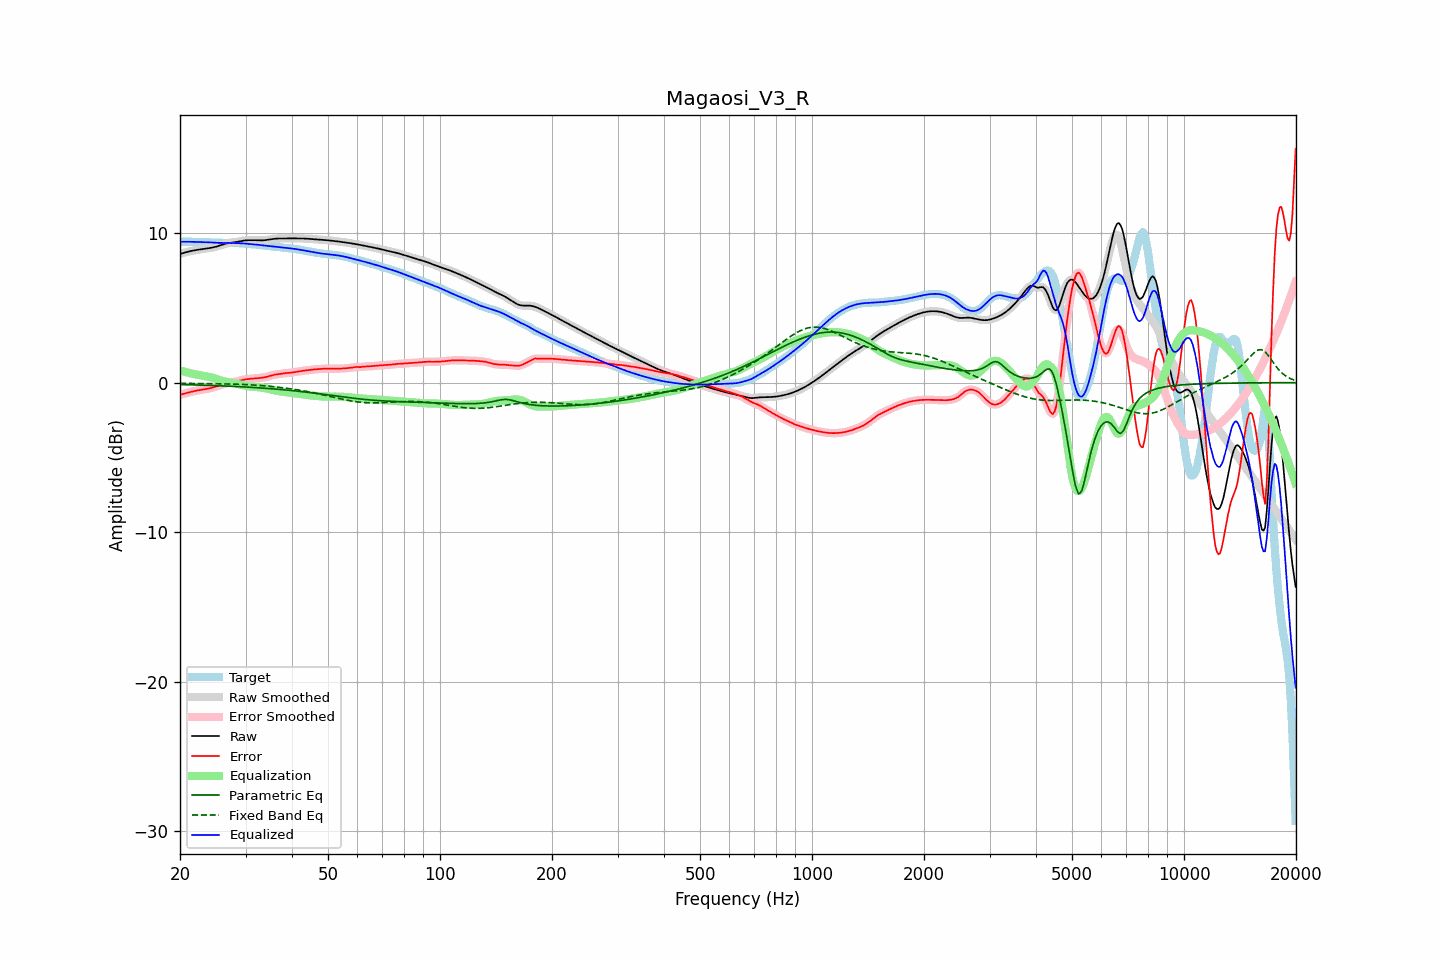 Magaosi_V3_R
Amplitude (dBr)
10
0
−10
−20
−30
Target
Raw Smoothed
Error Smoothed
Raw
Error
Equalization
Parametric Eq
Fixed Band Eq
Equalized
20 50 100 200 500 1000 2000 5000 10000 20000
Frequency (Hz)